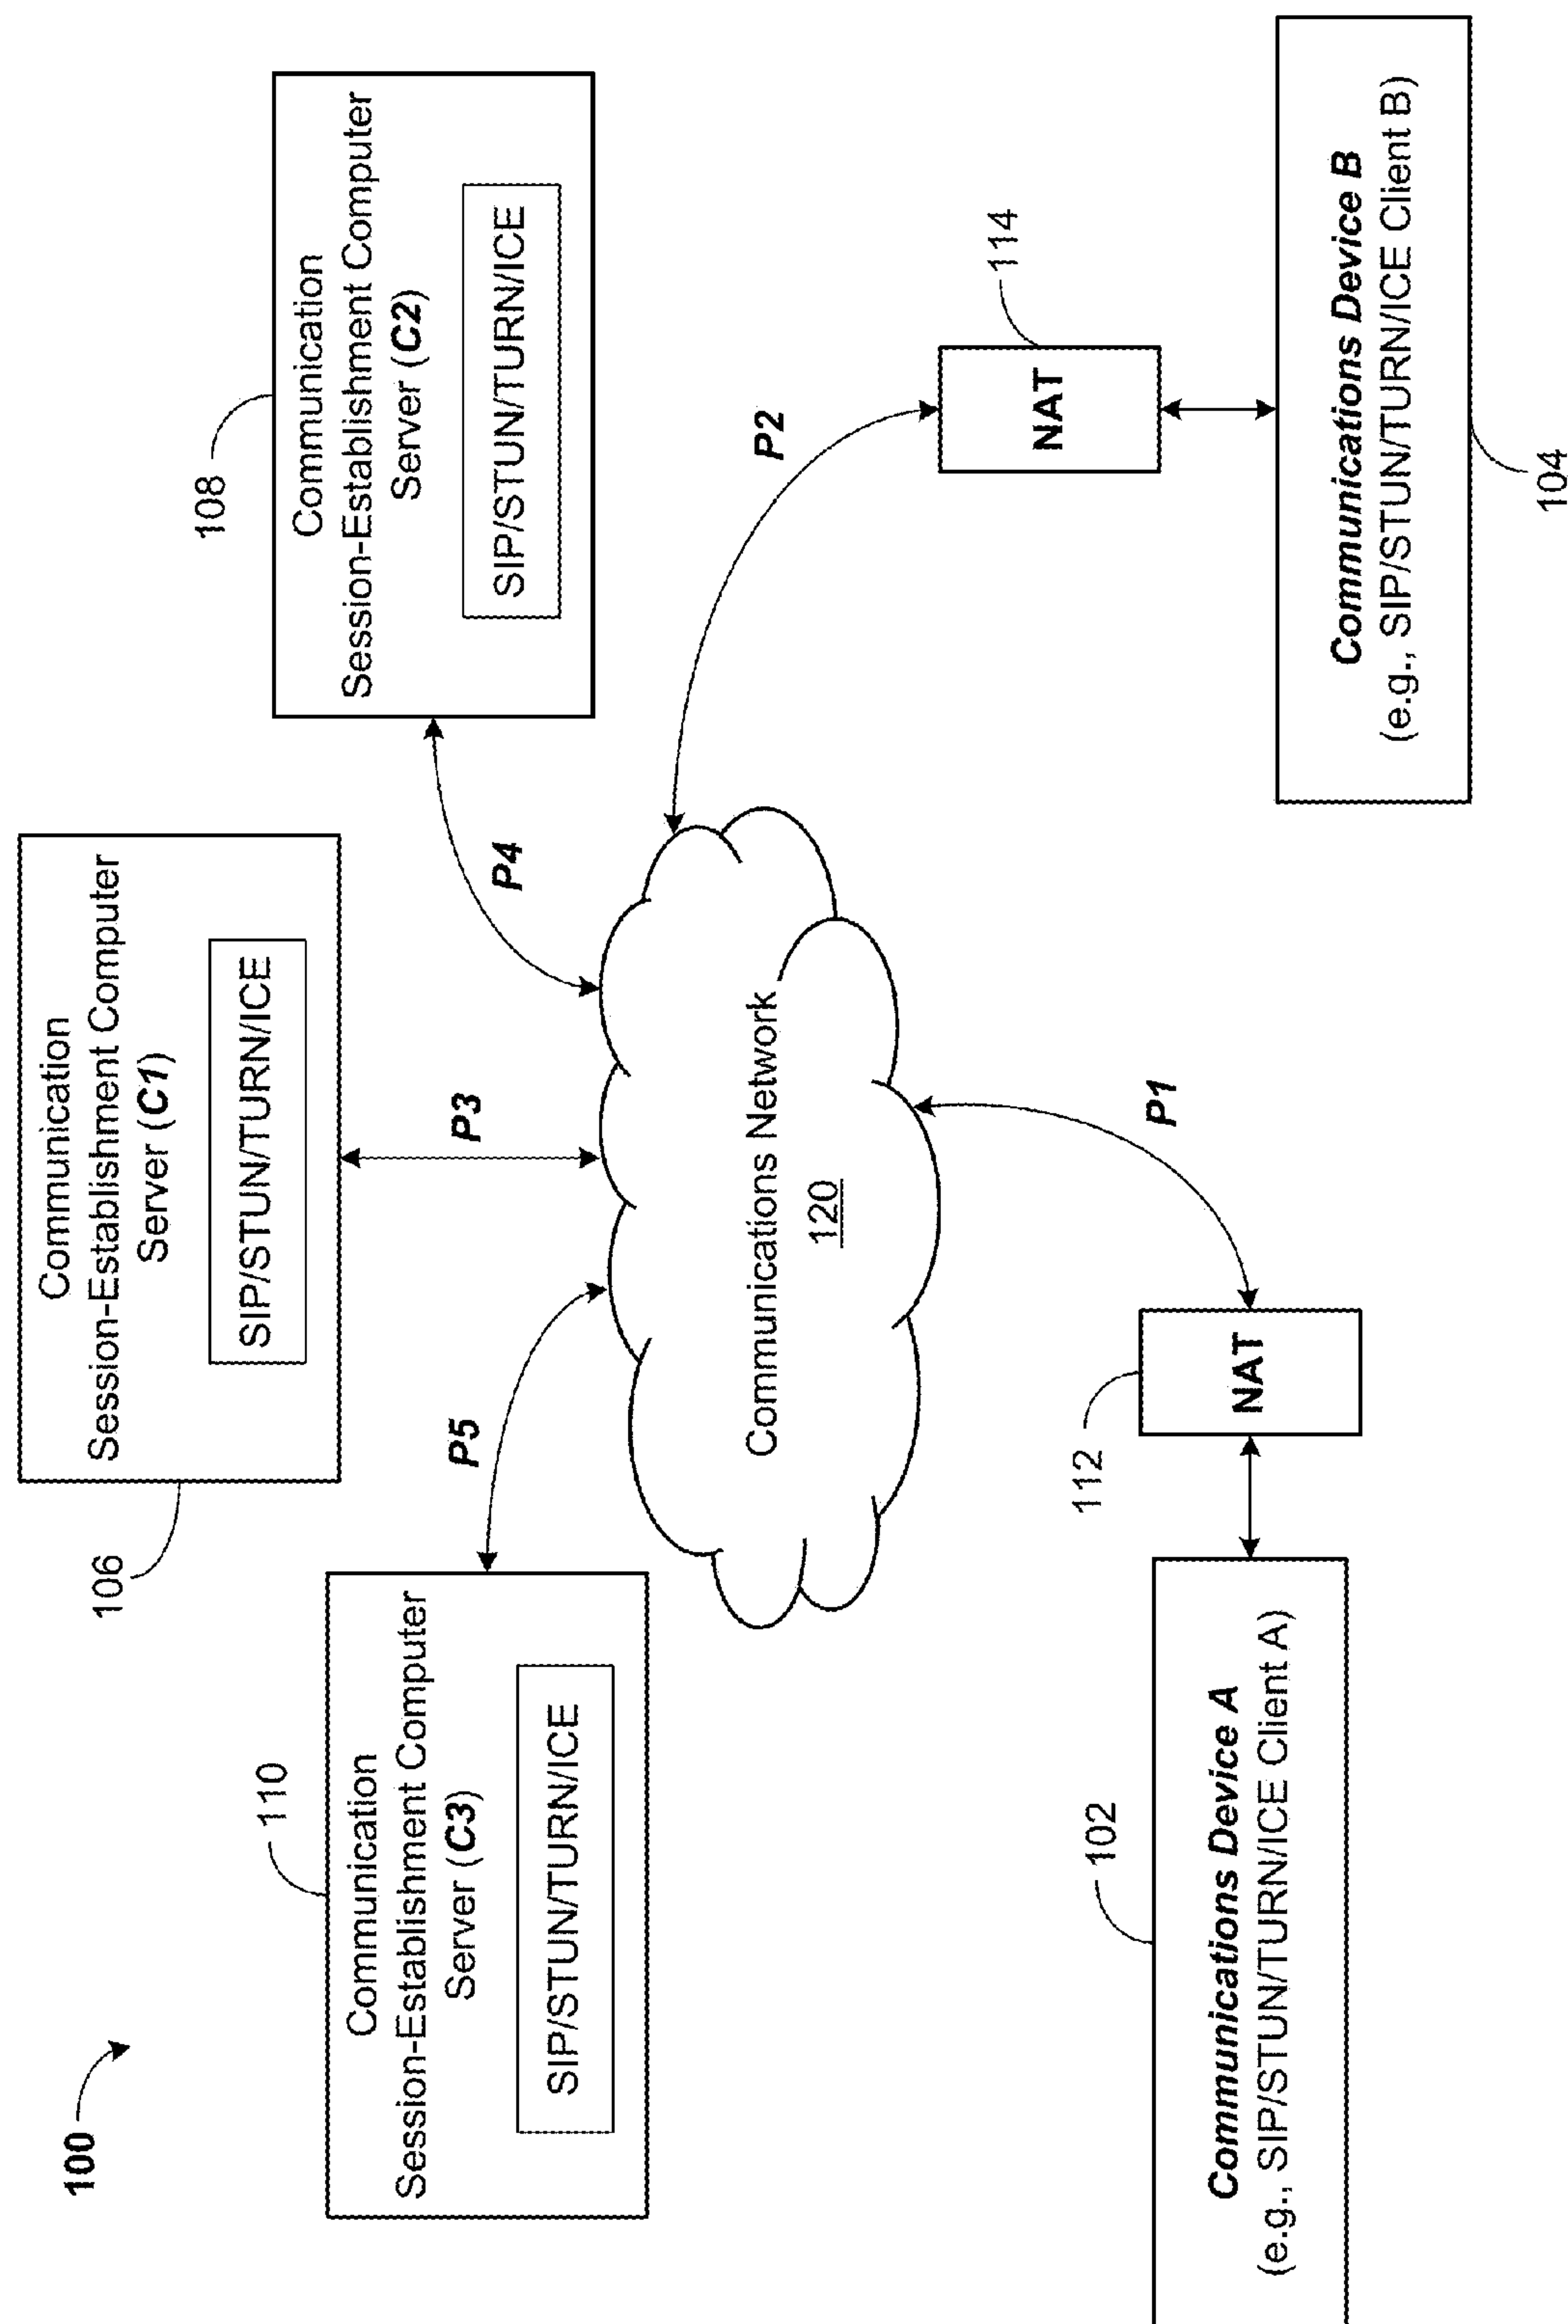 100
106
Communication
Session-Establishment Computer
Server (C1)
SIP/STUN/TURN/ICE
110
Communication
Session-Establishment Computer
Server (C3)
SIP/STUN/TURN/ICE
108
Communication
Session-Establishment Computer
Server (C2)
SIP/STUN/TURN/ICE
P5
P3
P4
Communications Network
120
P2
P1
112
NAT
114
NAT
102
Communications Device A
(e.g., SIP/STUN/TURN/ICE Client A)
Communications Device B
(e.g., SIP/STUN/TURN/ICE Client B)
104